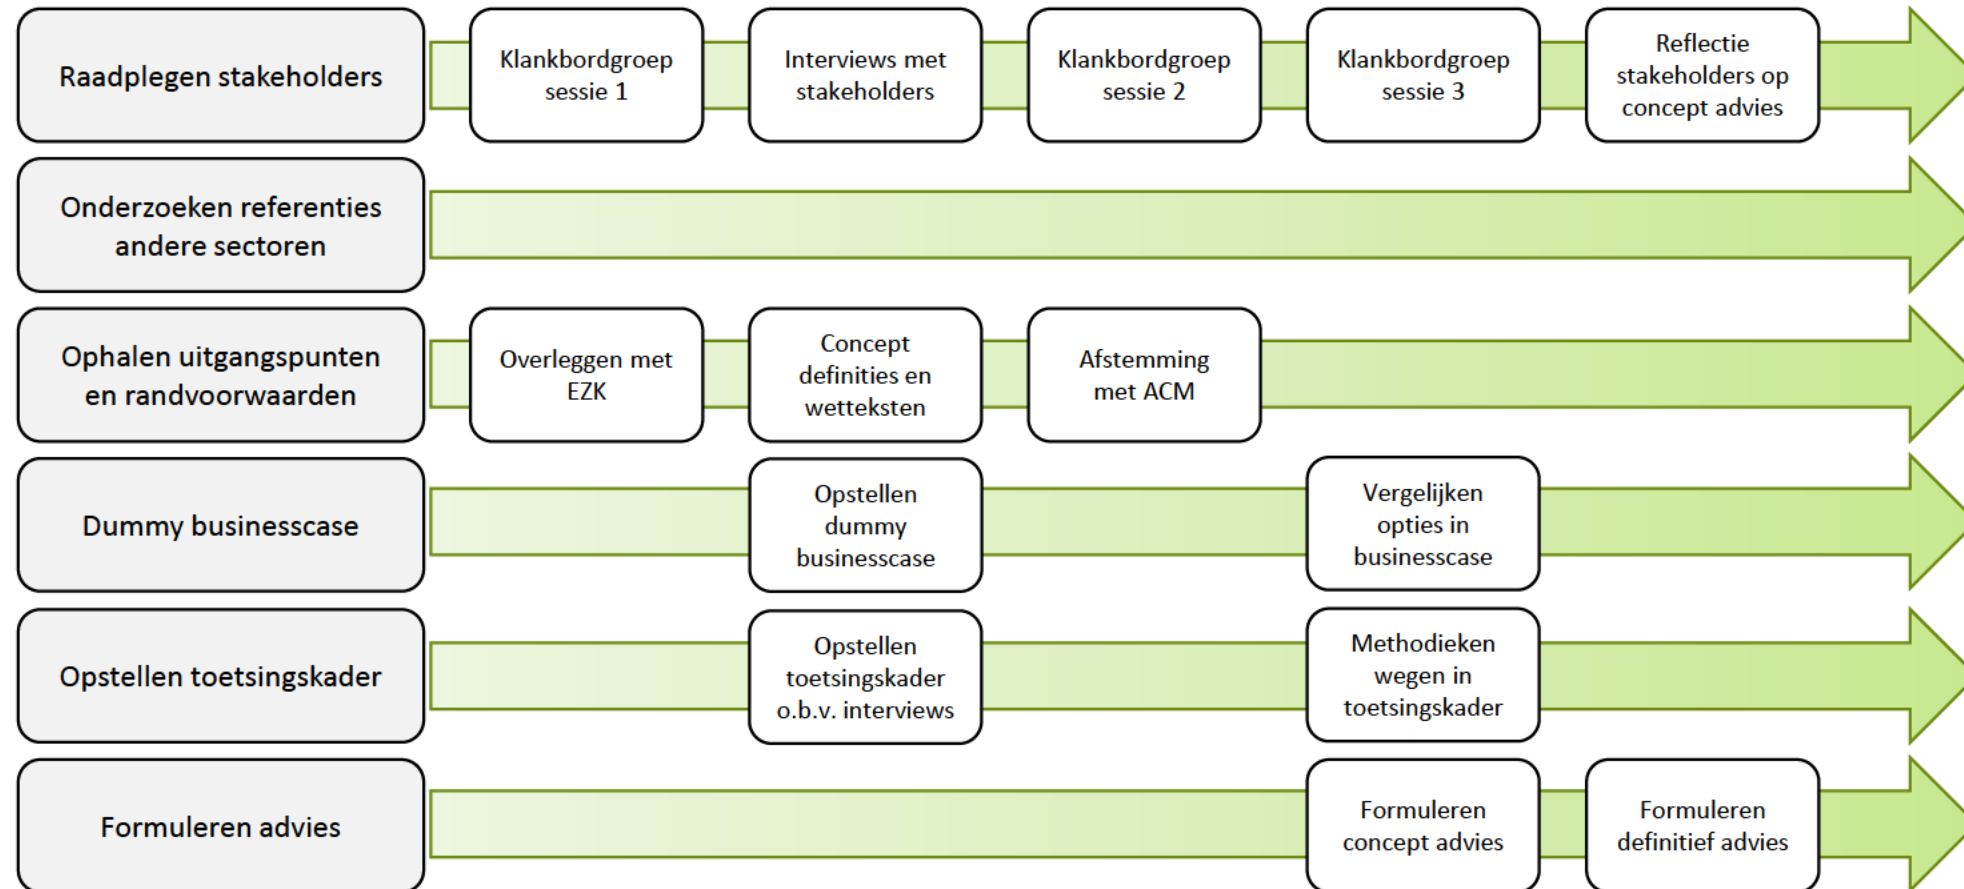 Raadplegen stakeholders
Klankbordgroep
sessie 1
Interviews met
stakeholders
Klankbordgroep
sessie 2
Klankbordgroep
sessie 3
Reflectie
stakeholders op
concept advies
Onderzoeken referenties
andere sectoren
Ophalen uitgangspunten
en randvoorwaarden
Overleggen met
EZK
Concept
definities en
wetteksten
Afstemming
met ACM
Dummy businesscase
Opstellen
dummy
businesscase
Vergelijken
opties in
businesscase
Opstellen toetsingskader
Opstellen
toetsingskader
o.b.v. interviews
Methodieken
wegen in
toetsingskader
Formuleren advies
Formuleren
concept advies
Formuleren
definitief advies